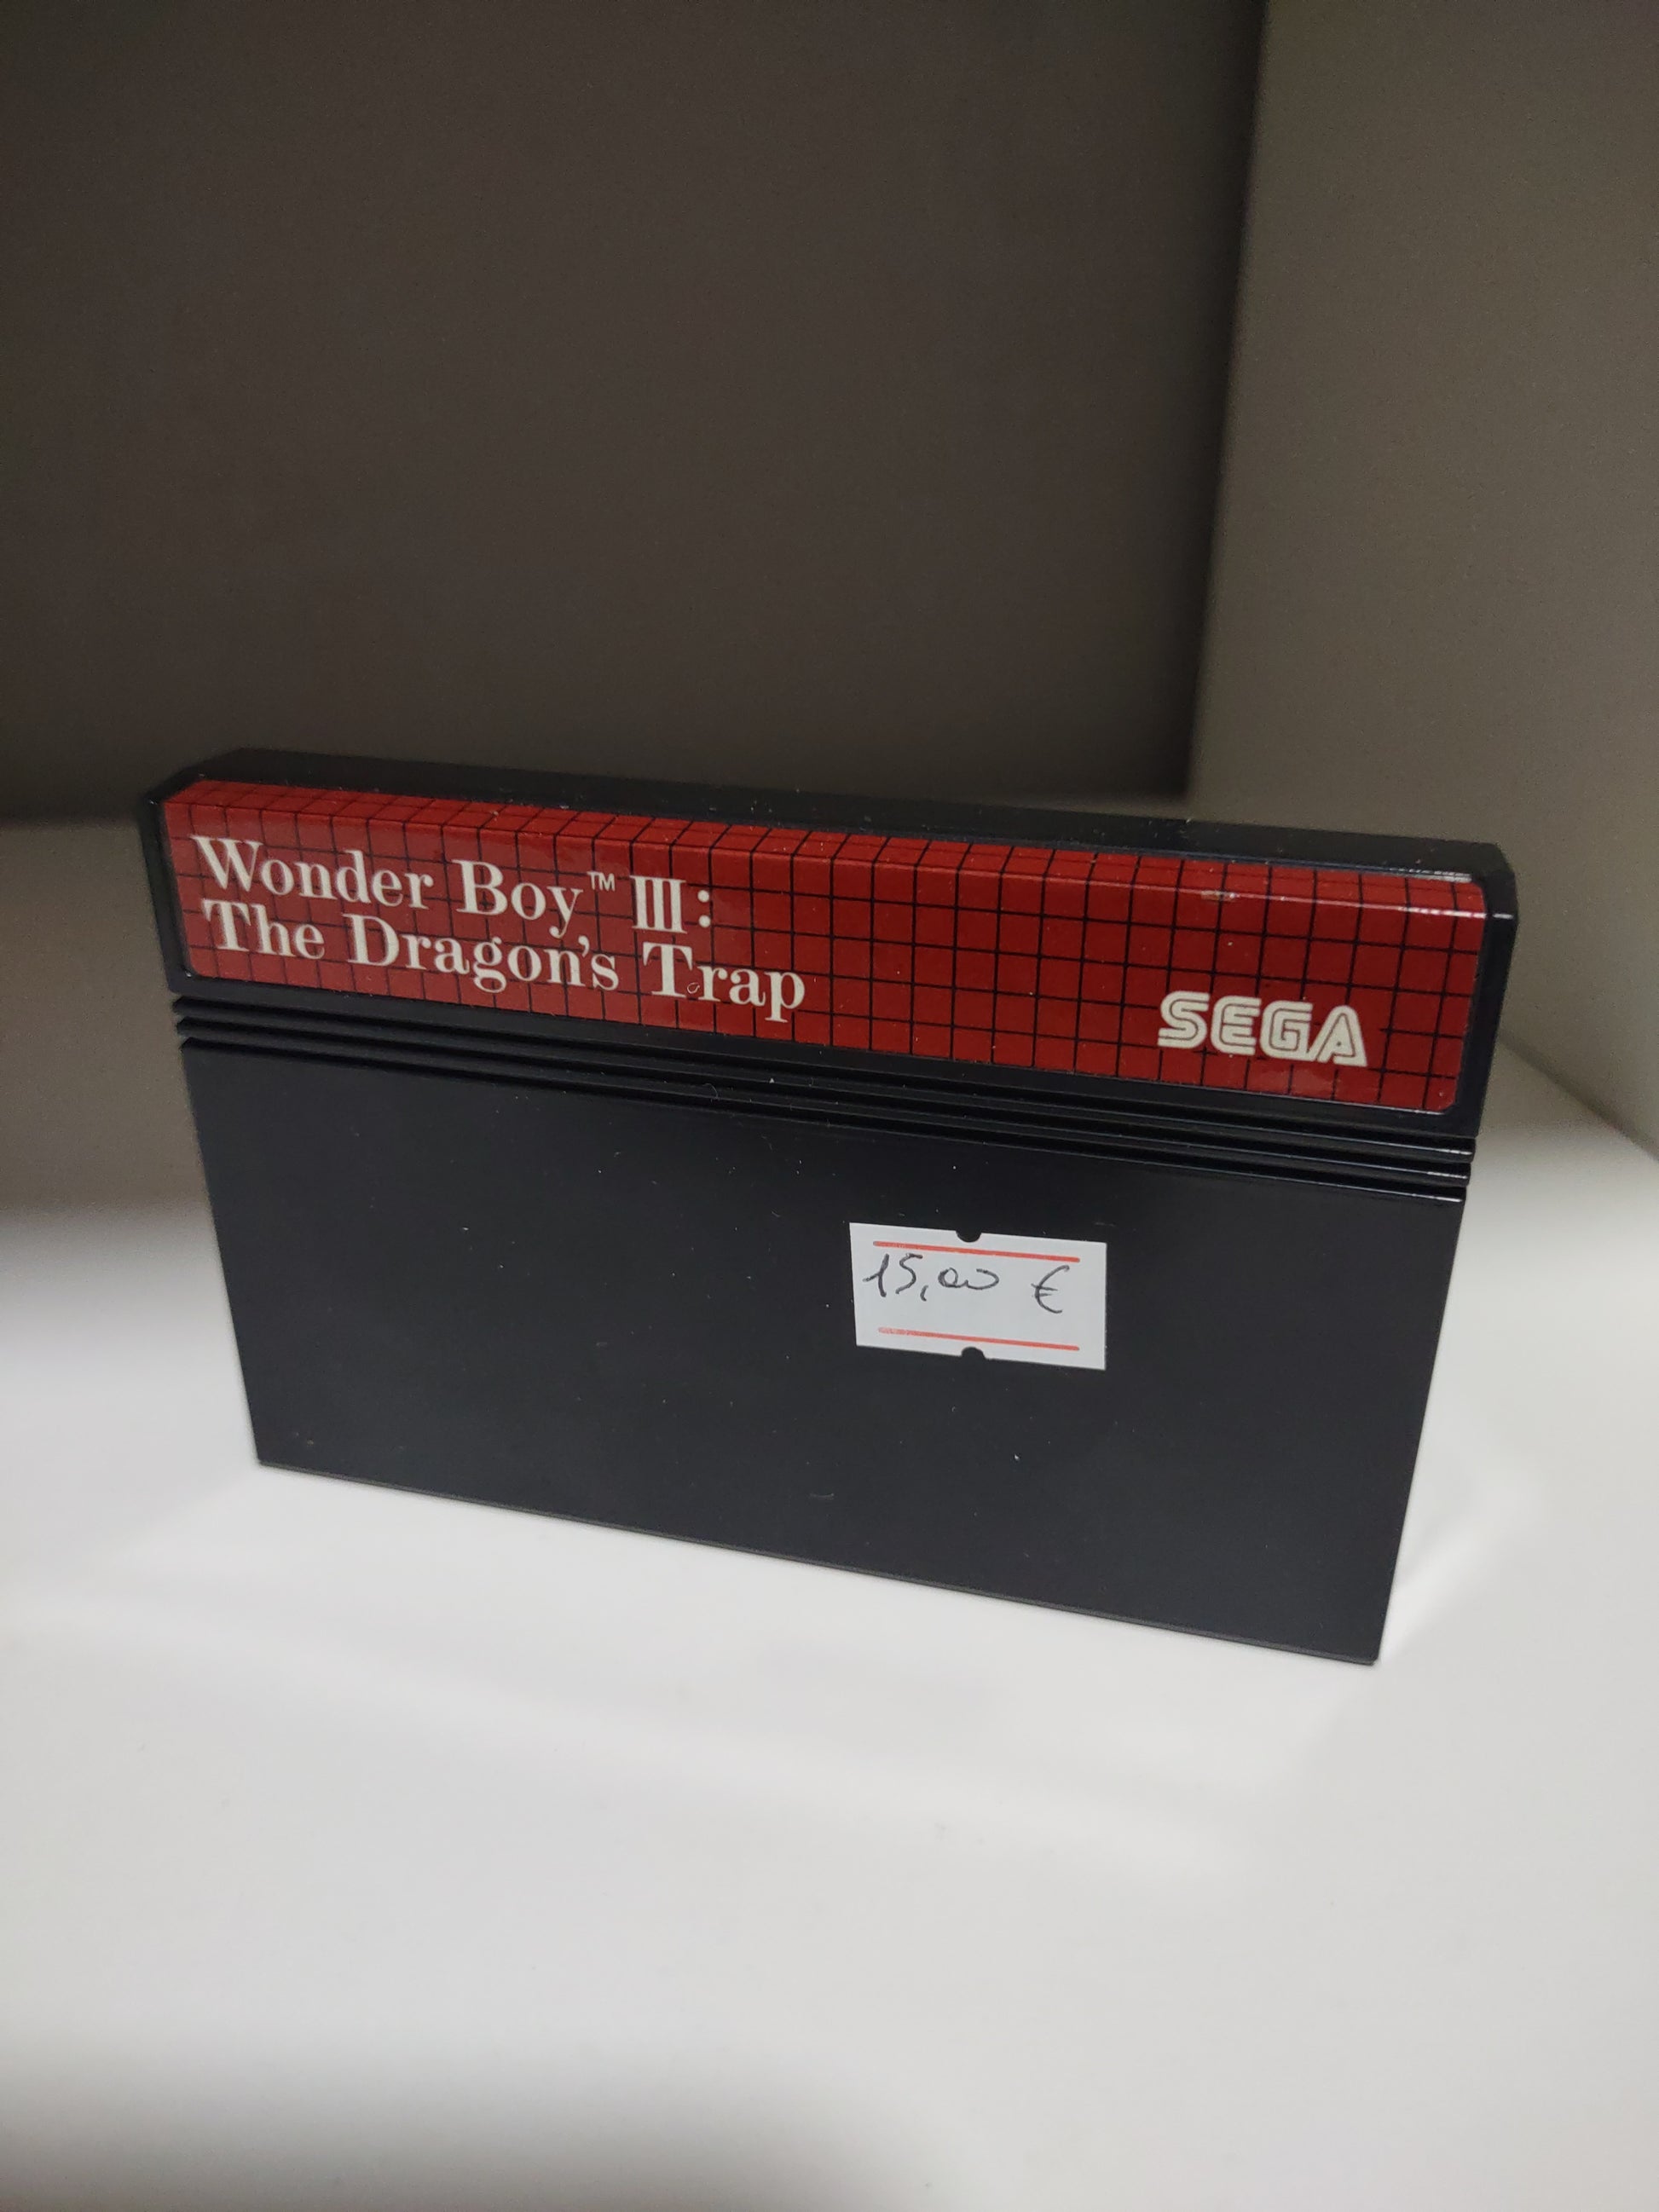 Wonder Boy™ III:
The Dragon's Trap
SEGA
15,00 €